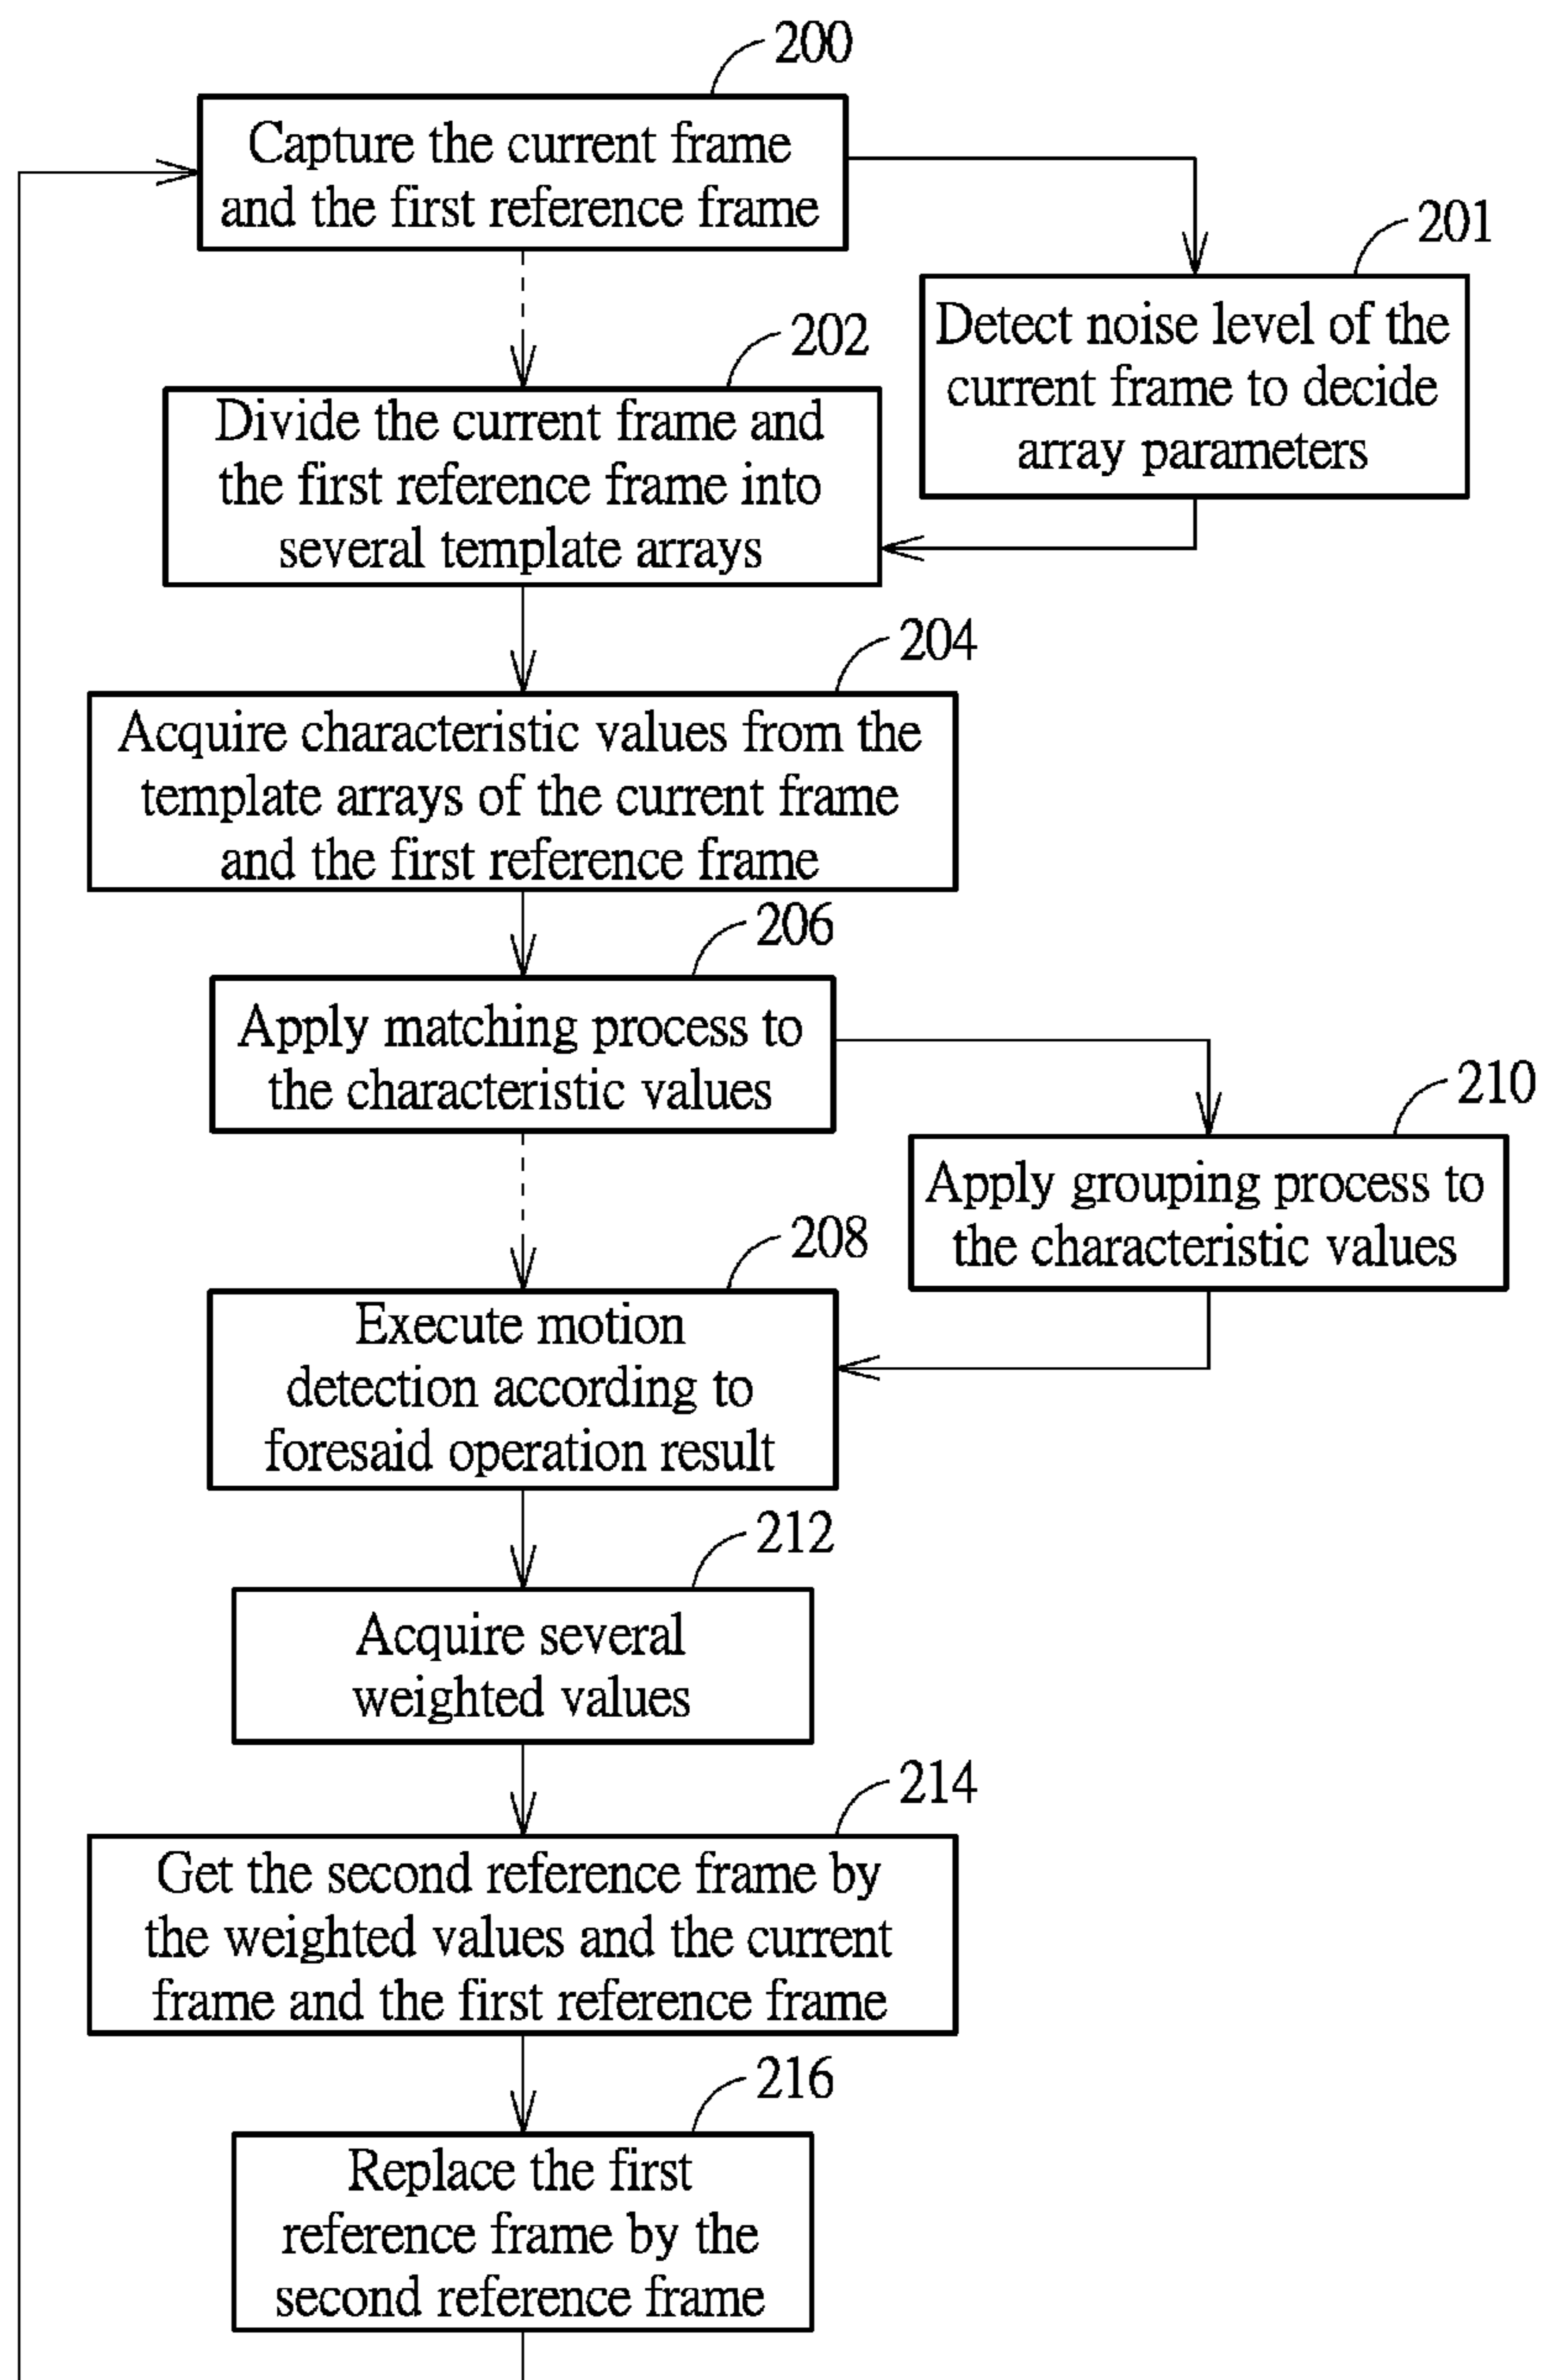 200
Capture the current frame
and the first reference frame
201
Detect noise level of the
current frame to decide
array parameters
202
Divide the current frame and
the first reference frame into
several template arrays
204
Acquire characteristic values from the
template arrays of the current frame
and the first reference frame
206
Apply matching process to
the characteristic values
210
Apply grouping process to
the characteristic values
208
Execute motion
detection according to
foresaid operation result
212
Acquire several
weighted values
214
Get the second reference frame by
the weighted values and the current
frame and the first reference frame
216
Replace the first
reference frame by the
second reference frame